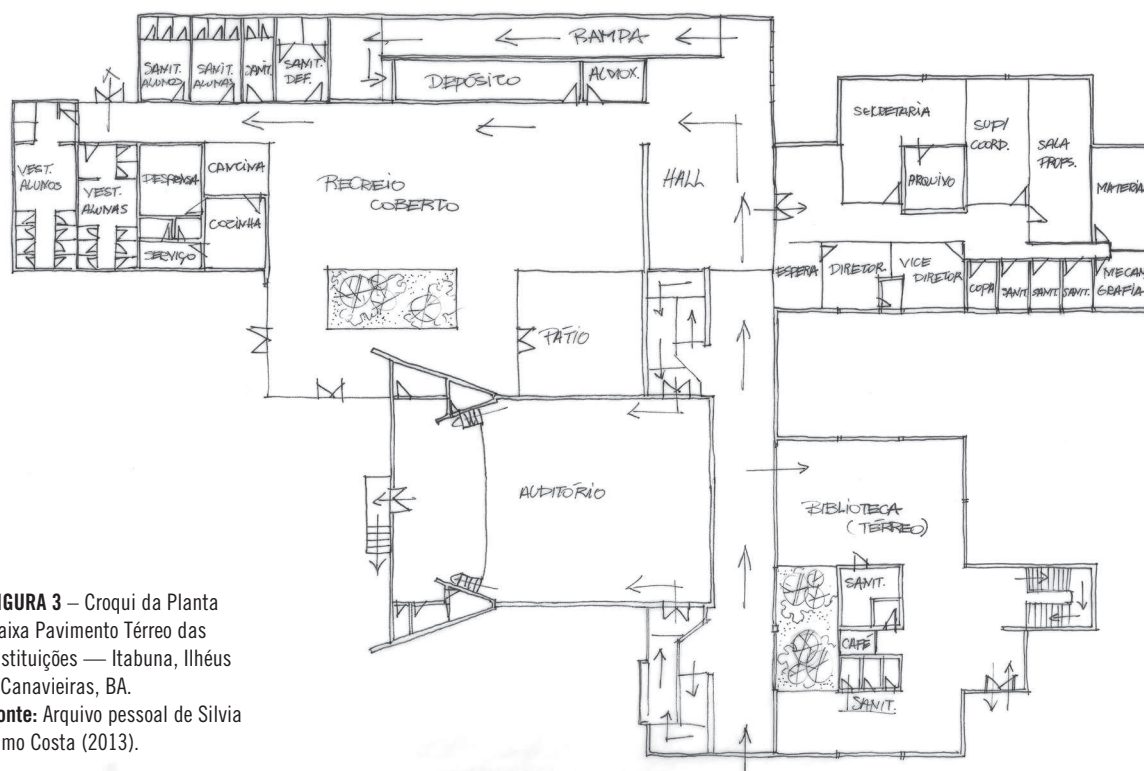 RAMPA
SANIT.
ALUNOS
SANIT.
ALUNAS
SANIT.
SANIT.
DEF.
DEPÓSITO
ALMOX.
SECRETARIA
SUP/
COORD.
SALA
PROFS.
ARQUIVO
MATERIA
VEST.
ALUNOS
VEST.
ALUNAS
DESPENSA
CANCINA
COZINHA
SERVIÇO
RECREIO
COBERTO
HALL
ESPERA
DIRETOR
VICE
DIRETOR
COPA
SANIT.
SANIT.
SANIT.
MECAN
GRAFIA
PÁTIO
AUDITÓRIO
BIBLIOTECA
(TÉRREO)
SANIT.
CAFÉ
SANIT.
IGURA 3 – Croqui da Planta
aixa Pavimento Térreo das
stituições — Itabuna, Ilhéus
Canavieiras, BA.
onte: Arquivo pessoal de Silvia
mo Costa (2013).